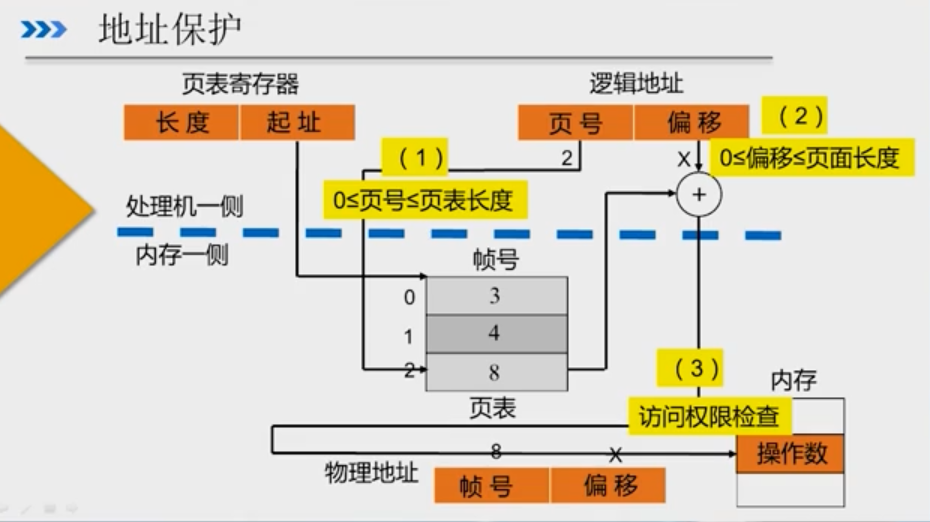 地址保护
页表寄存器
逻辑地址
长度 起址
页号 偏移
（2）
（1）
2
X
0≤偏移≤页面长度
0≤页号≤页表长度
+
处理机一侧
内存一侧
帧号
0 3
1 4
2 8
页表
（3）
内存
访问权限检查
操作数
8 X
物理地址
帧号 偏移